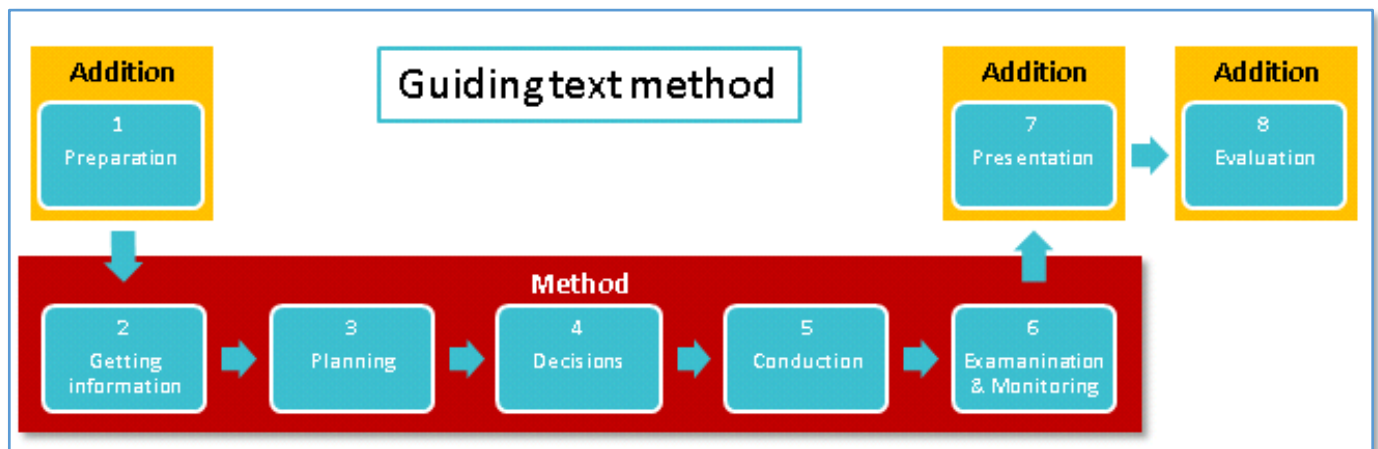 Guiding text method
Addition
1
Preparation
Method
2
Getting
information
3
Planning
4
Decisions
5
Conduction
6
Examanination
& Monitoring
Addition
7
Presentation
Addition
8
Evaluation